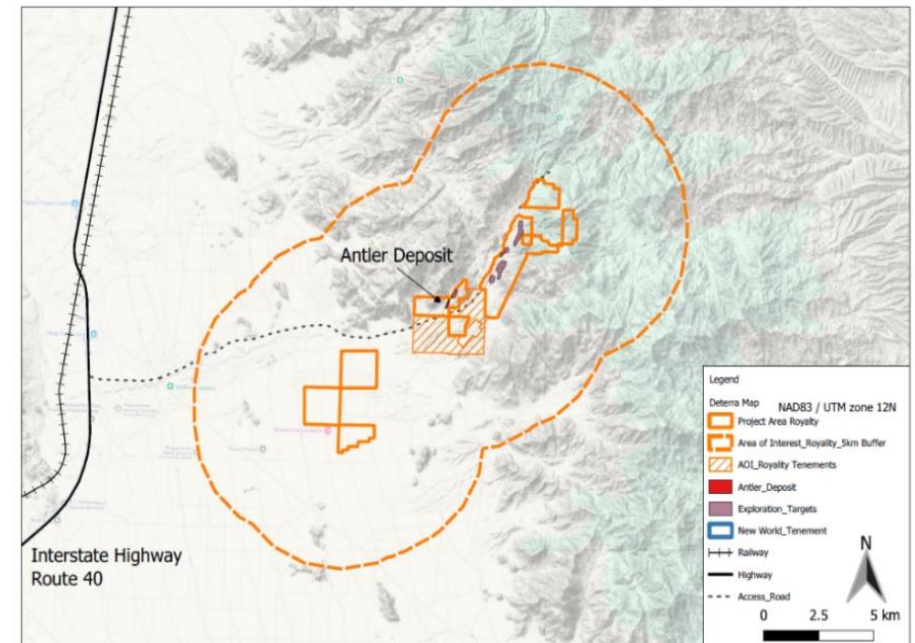 Antler Deposit
Interstate Highway
Route 40
Legend
Deterra Map
NAD83 / UTM zone 12N
Project Area Royalty
Area of Interest_Royality_5km Buffer
AOI_Royality Tenements
Antler_Deposit
Exploration_Targets
New World_Tenement
Railway
Highway
Access_Road
N
0 2.5 5 km